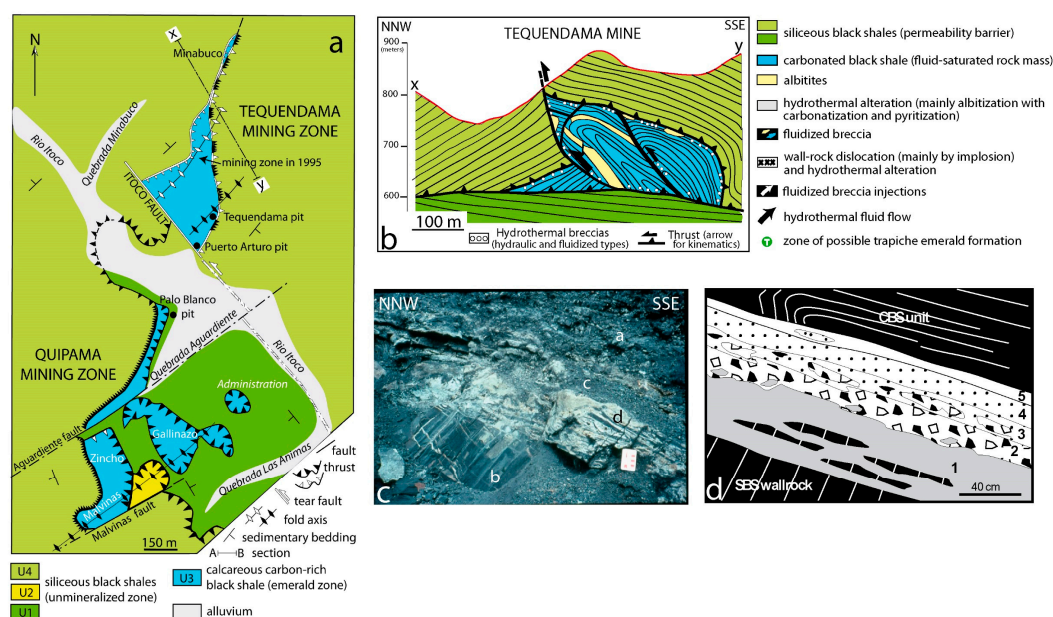 a
N
x
Minabuco
TEQUENDAMA
MINING ZONE
Rio Itoco
Quebrada Minabuco
mining zone in 1995
ITOCO FAULT
y
Tequendama pit
Puerto Arturo pit
Palo Blanco
pit
QUIPAMA
MINING ZONE
Quebrada Aguardiente
Rio Itoco
Administration
Aguardiente fault
Gallinazo
Zincho
Malvinas
Malvinas fault
Quebrada Las Animas
150 m
fault
thrust
tear fault
fold axis
sedimentary bedding
A B section
U4
U2
U1
siliceous black shales
(unmineralized zone)
U3
calcareous carbon-rich
black shale (emerald zone)
alluvium
NNW
TEQUENDAMA MINE
SSE
900
(meters)
800
700
600
x
y
100 m
b
Hydrothermal breccias
(hydraulic and fluidized types)
Thrust (arrow
for kinematics)
siliceous black shales (permeability barrier)
carbonated black shale (fluid-saturated rock mass)
albitites
hydrothermal alteration (mainly albitization with
carbonatization and pyritization)
fluidized breccia
wall-rock dislocation (mainly by implosion)
and hydrothermal alteration
fluidized breccia injections
hydrothermal fluid flow
T
zone of possible trapiche emerald formation
NNW
SSE
a
c
d
b
c
CBS unit
5
4
3
2
1
SBS wallrock
40 cm
d